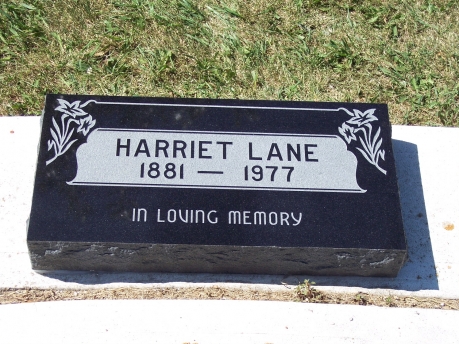 HARRIET LANE
1881 — 1977
IN LOVING MEMORY